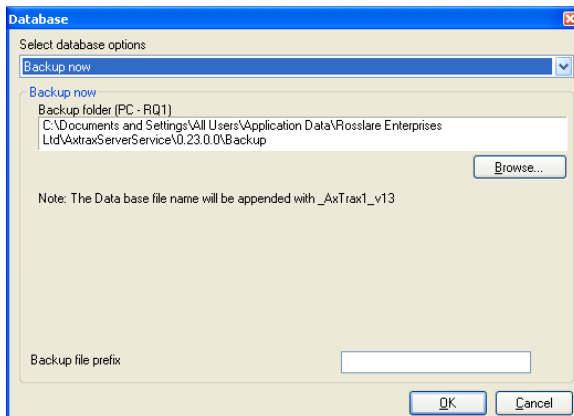 Database
Select database options
Backup now
Backup now
Backup folder (PC - RQ1)
C:\Documents and Settings\All Users\Application Data\Rosslare Enterprises
Ltd\AxtraxServerService\0.23.0.0\Backup
Browse...
Note: The Data base file name will be appended with _AxTrax1_v13
Backup file prefix
OK Cancel